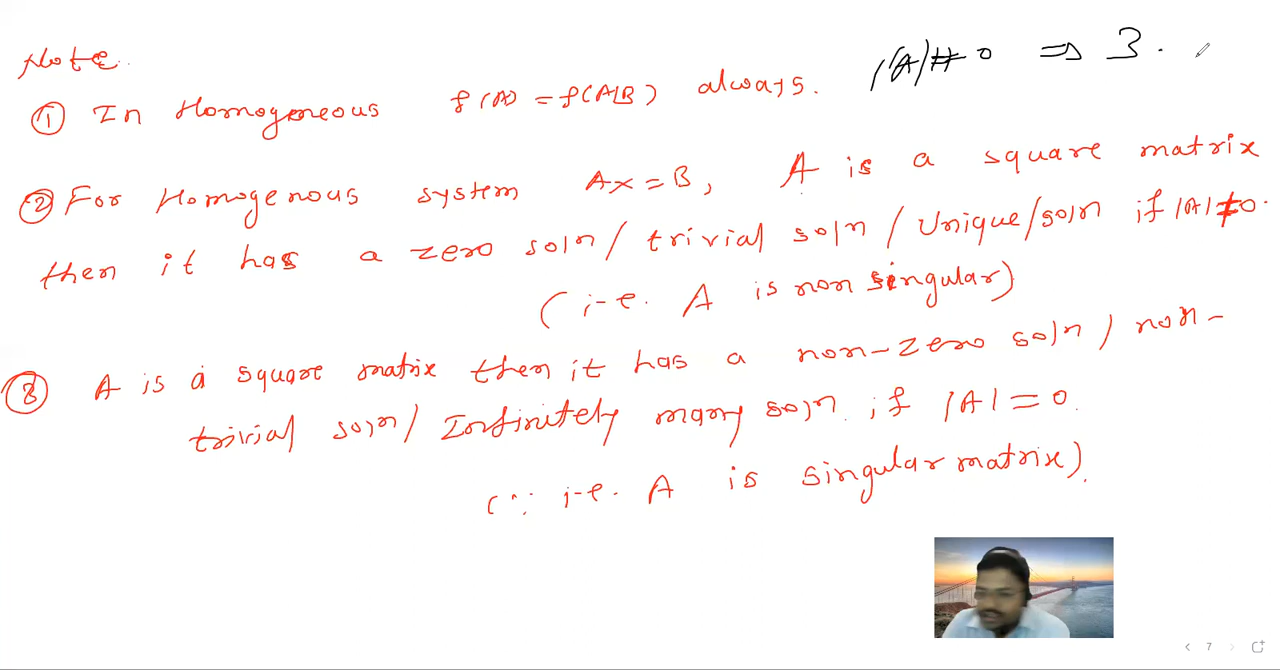 Note.
|A| ≠ 0 ⇒ 3.
① In Homogeneous ρ(A) = ρ(A|B) always.
② For Homogenous system AX = B, A is a square matrix
then it has a zero soln / trivial soln / Unique/soln if |A| ≠ 0.
(i-e. A is non singular)
③ A is a square matrix then it has a non-zero soln / non-
trivial soln / Infinitely many soln. if |A| = 0.
(∵ i-e. A is singular matrix).
7